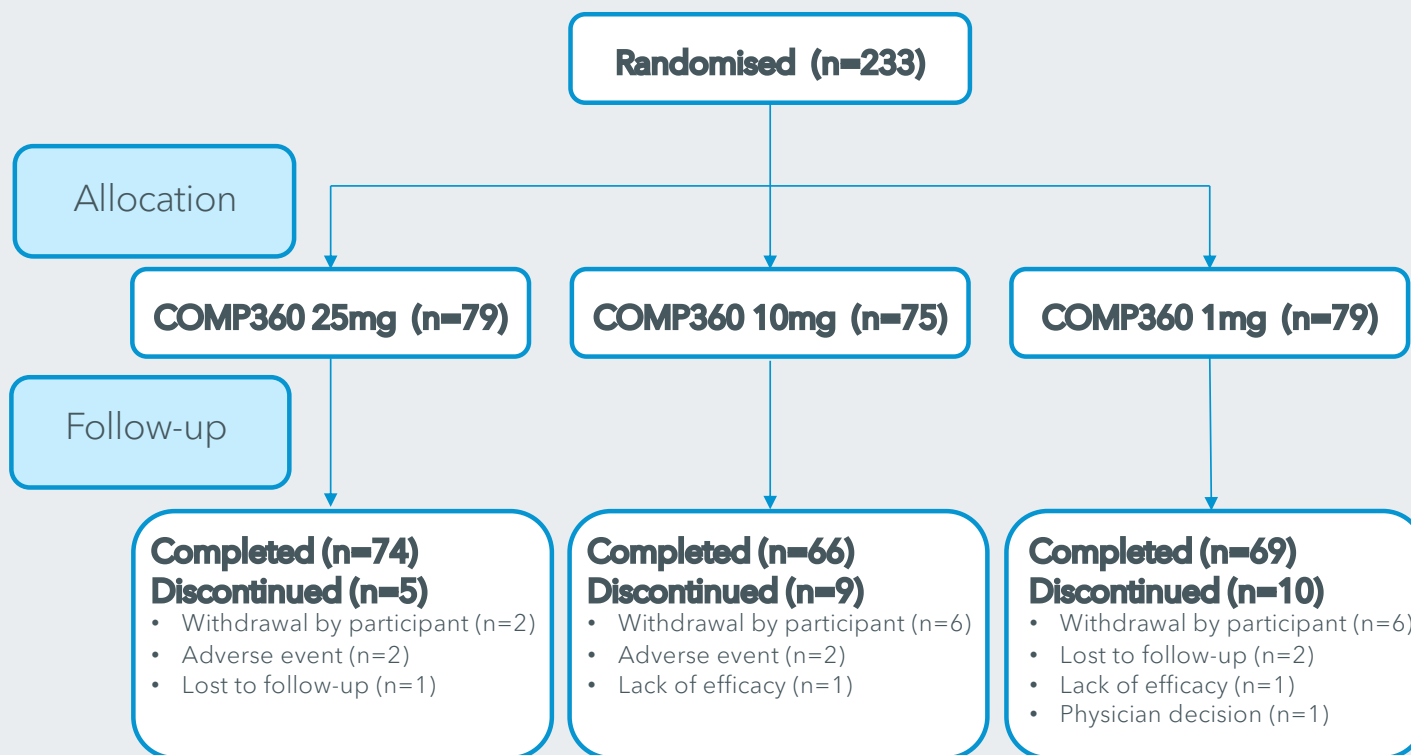 Randomised (n=233)
Allocation
COMP360 25mg (n=79)
COMP360 10mg (n=75)
COMP360 1mg (n=79)
Follow-up
Completed (n=74)
Discontinued (n=5)
• Withdrawal by participant (n=2)
• Adverse event (n=2)
• Lost to follow-up (n=1)
Completed (n=66)
Discontinued (n=9)
• Withdrawal by participant (n=6)
• Adverse event (n=2)
• Lack of efficacy (n=1)
Completed (n=69)
Discontinued (n=10)
• Withdrawal by participant (n=6)
• Lost to follow-up (n=2)
• Lack of efficacy (n=1)
• Physician decision (n=1)